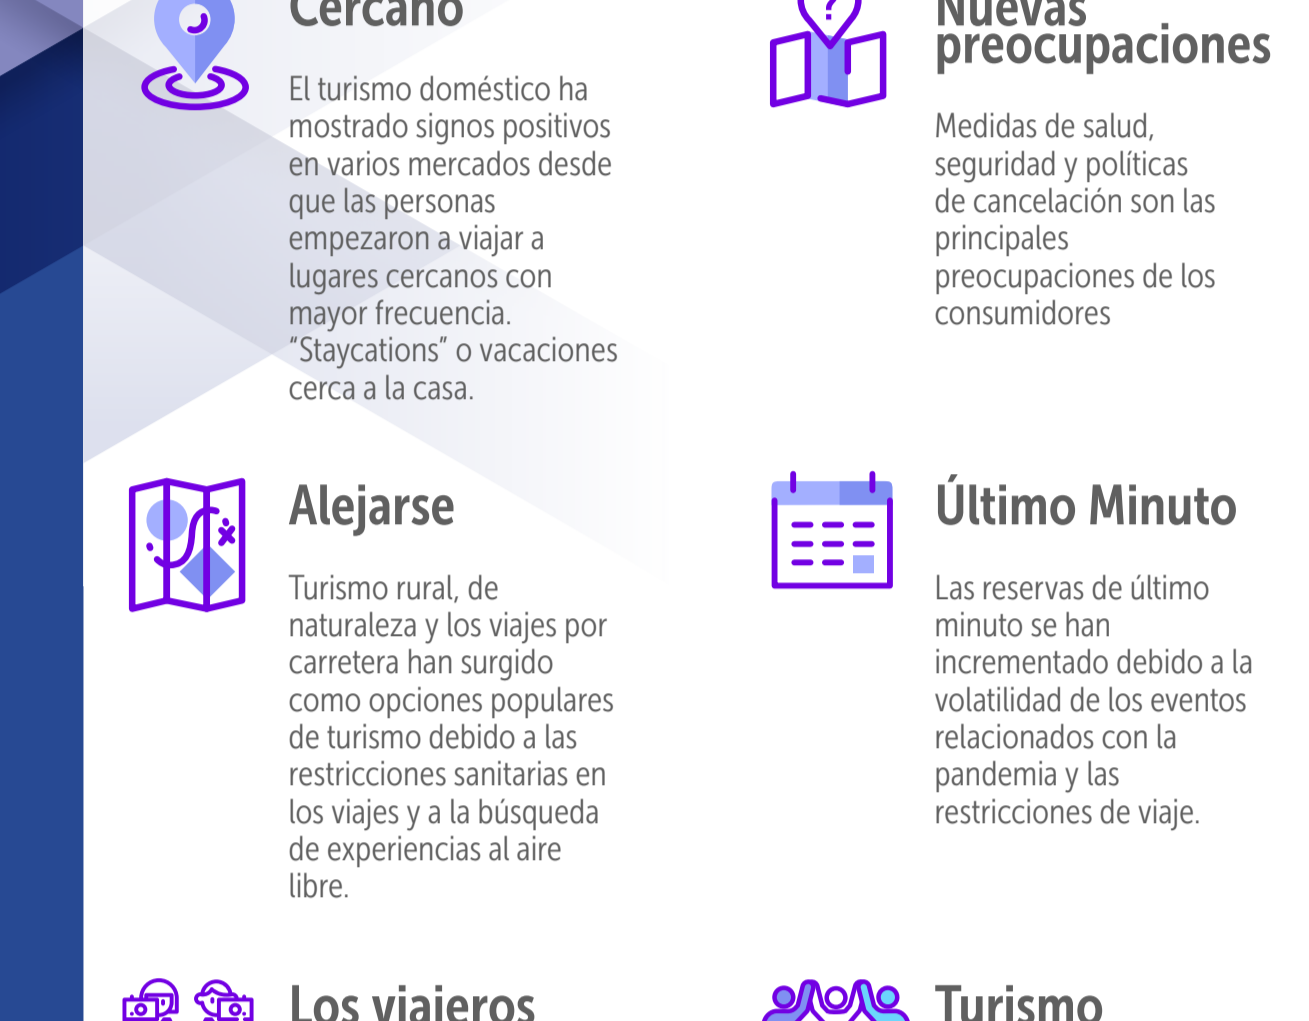 Cercano
El turismo doméstico ha
mostrado signos positivos
en varios mercados desde
que las personas
empezaron a viajar a
lugares cercanos con
mayor frecuencia.
“Staycations” o vacaciones
cerca a la casa.
Nuevas
preocupaciones
Medidas de salud,
seguridad y políticas
de cancelación son las
principales
preocupaciones de los
consumidores
Alejarse
Turismo rural, de
naturaleza y los viajes por
carretera han surgido
como opciones populares
de turismo debido a las
restricciones sanitarias en
los viajes y a la búsqueda
de experiencias al aire
libre.
Último Minuto
Las reservas de último
minuto se han
incrementado debido a la
volatilidad de los eventos
relacionados con la
pandemia y las
restricciones de viaje.
Los viajeros
Turismo